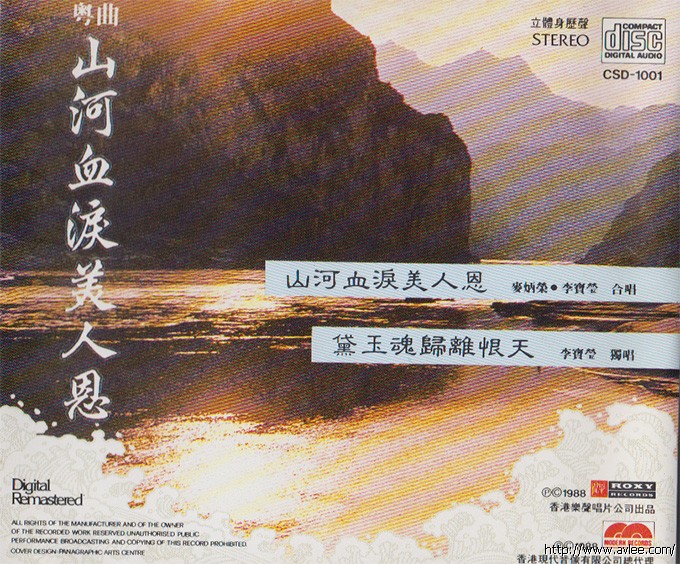 粵曲
山河血淚美人恩
立體身歷聲
STEREO
COMPACT
disc
DIGITAL AUDIO
CSD-1001
山河血淚美人恩 麥炳榮•李寶瑩 合唱
黛玉魂歸離恨天 李寶瑩 獨唱
Digital
Remastered
ALL RIGHTS OF THE MANUFACTURER AND OF THE OWNER
OF THE RECORDED WORK RESERVED UNAUTHORISED PUBLIC
PERFORMANCE BROADCASTING AND COPYING OF THIS RECORD PROHIBITED.
COVER DESIGN: PANAGRAPHIC ARTS CENTRE
ⓅⒸ1988
ROXY
RECORDS
香港樂聲唱片公司出品
MODERN RECORDS
ⓅⒸ1988
http://www.avlee.com/
香港現代音像有限公司總代理